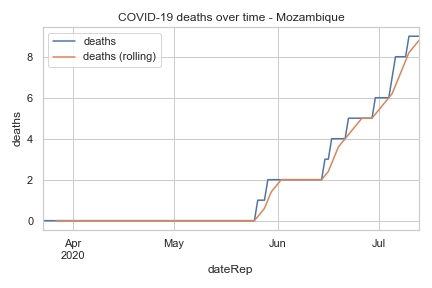 COVID-19 deaths over time - Mozambique
deaths
deaths (rolling)
8
6
4
2
0
deaths
Apr
2020
May
Jun
Jul
dateRep